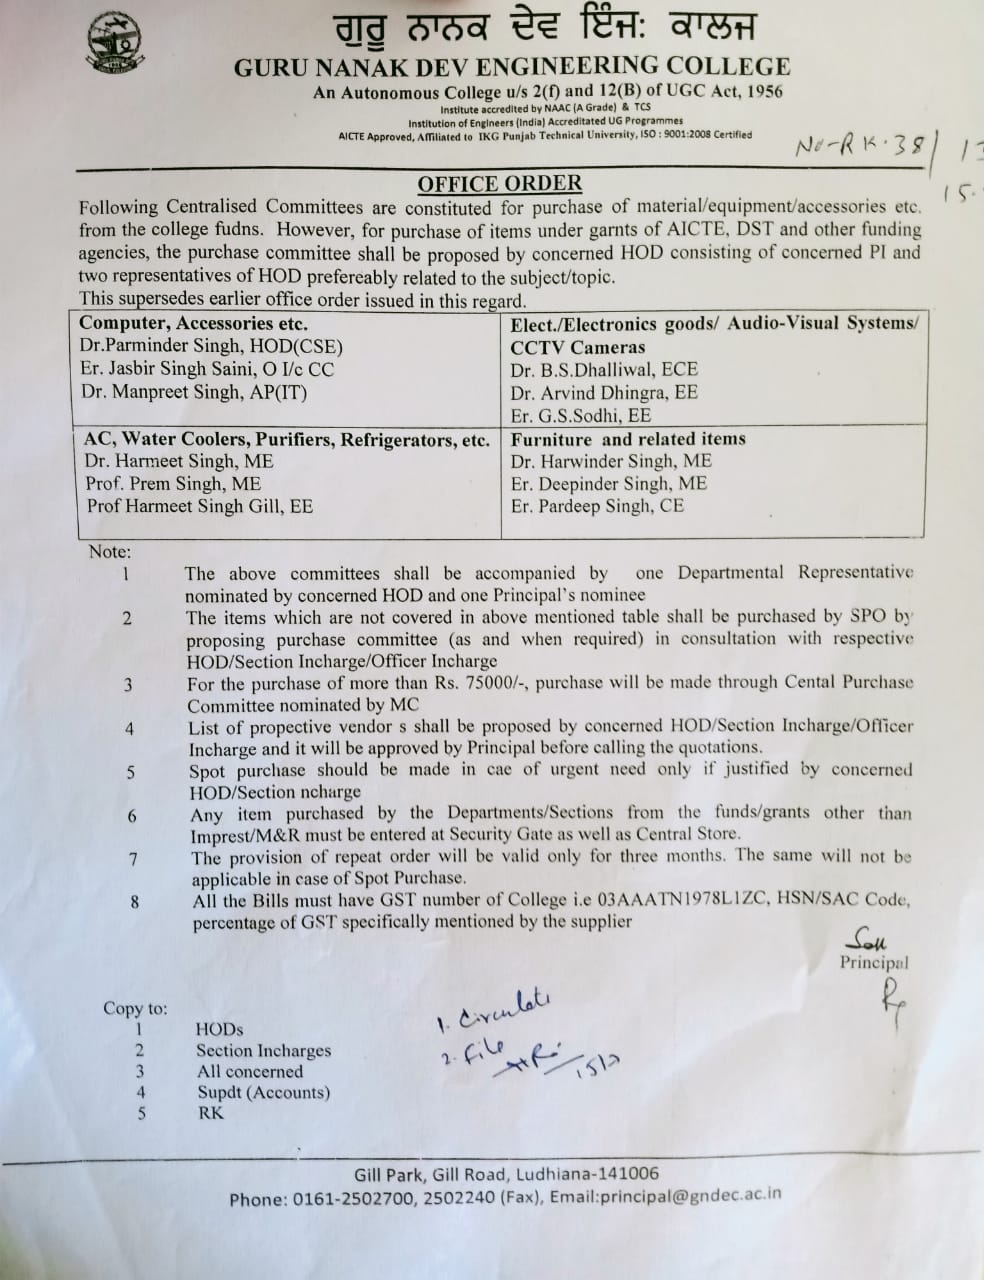 ਗੁਰੂ ਨਾਨਕ ਦੇਵ ਇੰਜ: ਕਾਲਜ
GURU NANAK DEV ENGINEERING COLLEGE
An Autonomous College u/s 2(f) and 12(B) of UGC Act, 1956
Institute accredited by NAAC (A Grade) & TCS
Institution of Engineers (India) Accreditated UG Programmes
AICTE Approved, Affiliated to IKG Punjab Technical University, ISO : 9001:2008 Certified
No-RK.38/ 13
15.
OFFICE ORDER
Following Centralised Committees are constituted for purchase of material/equipment/accessories etc.
from the college fudns. However, for purchase of items under garnts of AICTE, DST and other funding
agencies, the purchase committee shall be proposed by concerned HOD consisting of concerned PI and
two representatives of HOD prefereably related to the subject/topic.
This supersedes earlier office order issued in this regard.
Computer, Accessories etc.
Dr.Parminder Singh, HOD(CSE)
Er. Jasbir Singh Saini, O I/c CC
Dr. Manpreet Singh, AP(IT)
Elect./Electronics goods/ Audio-Visual Systems/
CCTV Cameras
Dr. B.S.Dhalliwal, ECE
Dr. Arvind Dhingra, EE
Er. G.S.Sodhi, EE
AC, Water Coolers, Purifiers, Refrigerators, etc.
Dr. Harmeet Singh, ME
Prof. Prem Singh, ME
Prof Harmeet Singh Gill, EE
Furniture and related items
Dr. Harwinder Singh, ME
Er. Deepinder Singh, ME
Er. Pardeep Singh, CE
Note:
1 The above committees shall be accompanied by one Departmental Representative
nominated by concerned HOD and one Principal's nominee
2 The items which are not covered in above mentioned table shall be purchased by SPO by
proposing purchase committee (as and when required) in consultation with respective
HOD/Section Incharge/Officer Incharge
3 For the purchase of more than Rs. 75000/-, purchase will be made through Cental Purchase
Committee nominated by MC
4 List of propective vendor s shall be proposed by concerned HOD/Section Incharge/Officer
Incharge and it will be approved by Principal before calling the quotations.
5 Spot purchase should be made in cae of urgent need only if justified by concerned
HOD/Section ncharge
6 Any item purchased by the Departments/Sections from the funds/grants other than
Imprest/M&R must be entered at Security Gate as well as Central Store.
7 The provision of repeat order will be valid only for three months. The same will not be
applicable in case of Spot Purchase.
8 All the Bills must have GST number of College i.e 03AAATN1978L1ZC, HSN/SAC Code,
percentage of GST specifically mentioned by the supplier
Principal
Copy to:
1 HODs
2 Section Incharges
3 All concerned
4 Supdt (Accounts)
5 RK
1. Circulate
2. File
15/7
Gill Park, Gill Road, Ludhiana-141006
Phone: 0161-2502700, 2502240 (Fax), Email:principal@gndec.ac.in